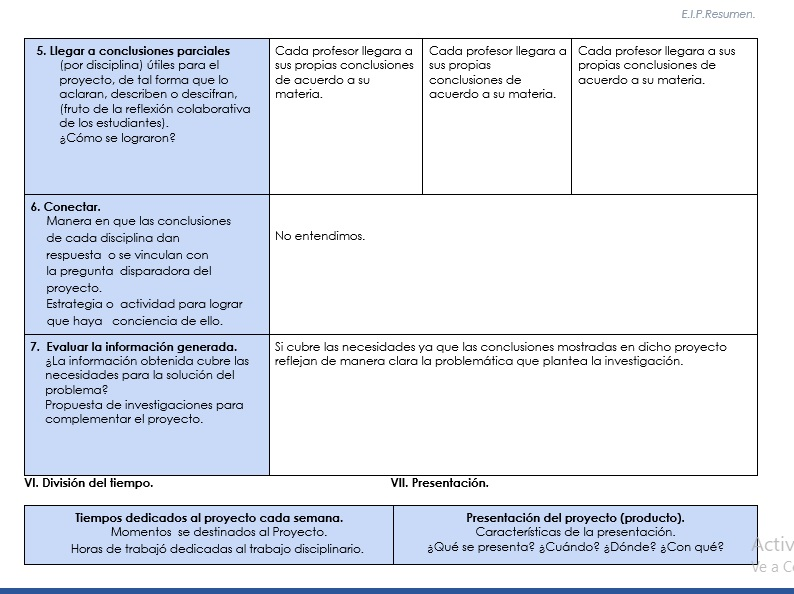 E.I.P.Resumen.
5. Llegar a conclusiones parciales
(por disciplina) útiles para el
proyecto, de tal forma que lo
aclaran, describen o descifran,
(fruto de la reflexión colaborativa
de los estudiantes).
¿Cómo se lograron?
Cada profesor llegara a
sus propias conclusiones
de acuerdo a su
materia.
Cada profesor llegara a
sus propias
conclusiones de
acuerdo a su materia.
Cada profesor llegara a sus
propias conclusiones de
acuerdo a su materia.
6. Conectar.
Manera en que las conclusiones
de cada disciplina dan
respuesta o se vinculan con
la pregunta disparadora del
proyecto.
Estrategia o actividad para lograr
que haya conciencia de ello.
No entendimos.
7. Evaluar la información generada.
¿La información obtenida cubre las
necesidades para la solución del
problema?
Propuesta de investigaciones para
complementar el proyecto.
Si cubre las necesidades ya que las conclusiones mostradas en dicho proyecto
reflejan de manera clara la problemática que plantea la investigación.
VI. División del tiempo.
VII. Presentación.
Tiempos dedicados al proyecto cada semana.
Momentos se destinados al Proyecto.
Horas de trabajó dedicadas al trabajo disciplinario.
Presentación del proyecto (producto).
Características de la presentación.
¿Qué se presenta? ¿Cuándo? ¿Dónde? ¿Con qué?
Activ
Ve a C